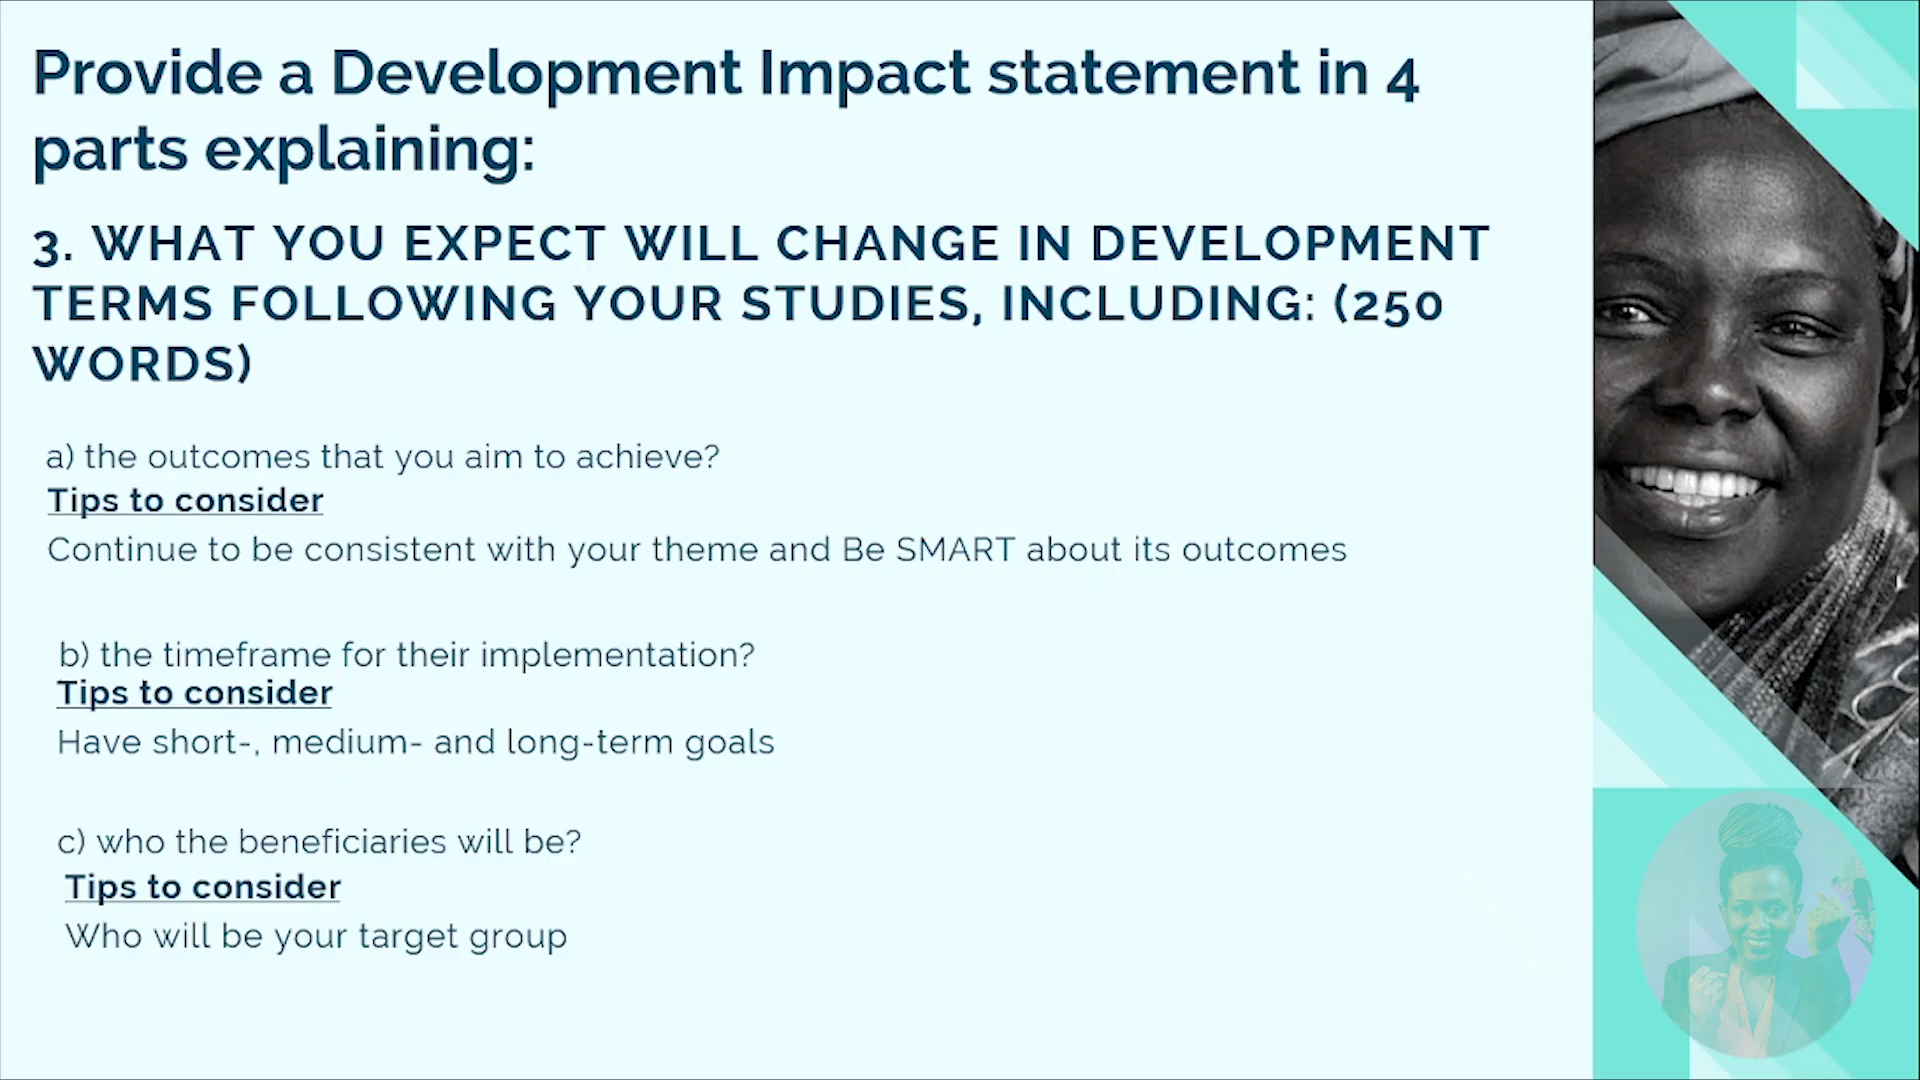 Provide a Development Impact statement in 4
parts explaining:
3. WHAT YOU EXPECT WILL CHANGE IN DEVELOPMENT
TERMS FOLLOWING YOUR STUDIES, INCLUDING: (250
WORDS)
a) the outcomes that you aim to achieve?
Tips to consider
Continue to be consistent with your theme and Be SMART about its outcomes
b) the timeframe for their implementation?
Tips to consider
Have short-, medium- and long-term goals
c) who the beneficiaries will be?
Tips to consider
Who will be your target group